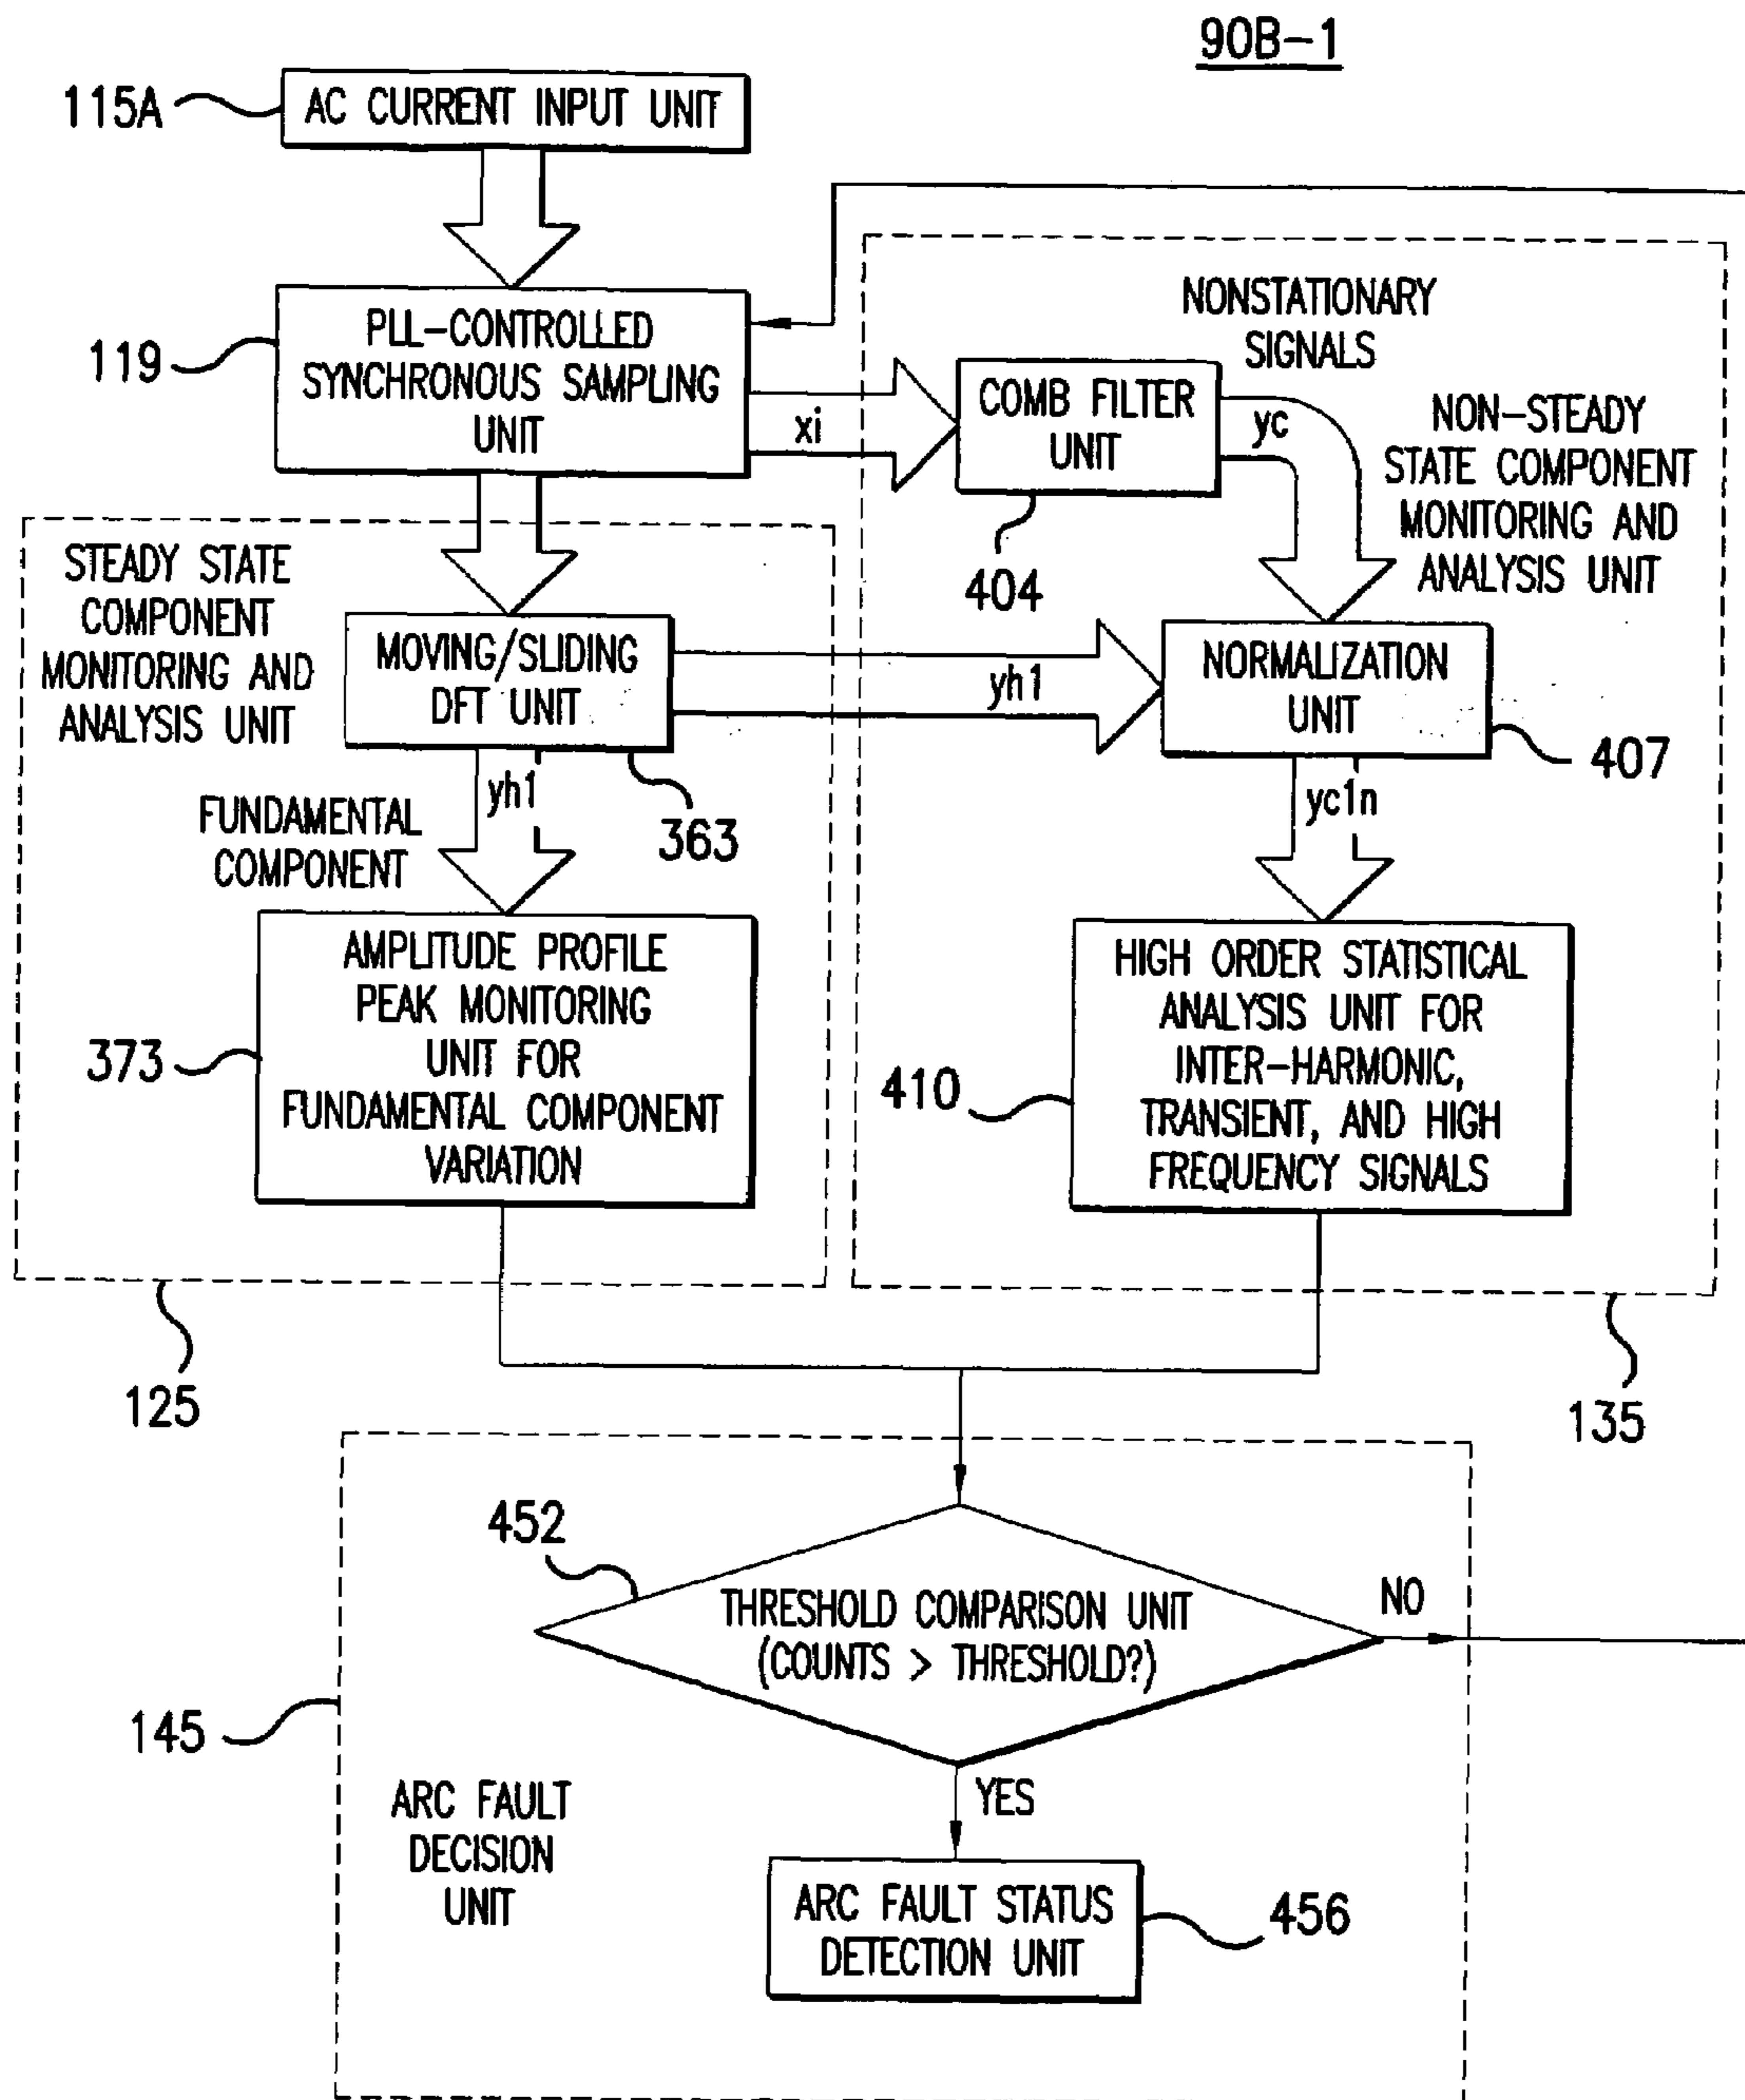 90B-1
115A
AC CURRENT INPUT UNIT
119
PLL-CONTROLLED
SYNCHRONOUS SAMPLING
UNIT
xi
NONSTATIONARY
SIGNALS
COMB FILTER
UNIT
yc
404
NON-STEADY
STATE COMPONENT
MONITORING AND
ANALYSIS UNIT
STEADY STATE
COMPONENT
MONITORING AND
ANALYSIS UNIT
MOVING/SLIDING
DFT UNIT
yh1
NORMALIZATION
UNIT
407
yh1
363
yc1n
FUNDAMENTAL
COMPONENT
373
AMPLITUDE PROFILE
PEAK MONITORING
UNIT FOR
FUNDAMENTAL COMPONENT
VARIATION
410
HIGH ORDER STATISTICAL
ANALYSIS UNIT FOR
INTER-HARMONIC,
TRANSIENT, AND HIGH
FREQUENCY SIGNALS
125
135
452
THRESHOLD COMPARISON UNIT
(COUNTS > THRESHOLD?)
NO
145
YES
ARC FAULT
DECISION
UNIT
ARC FAULT STATUS
DETECTION UNIT
456